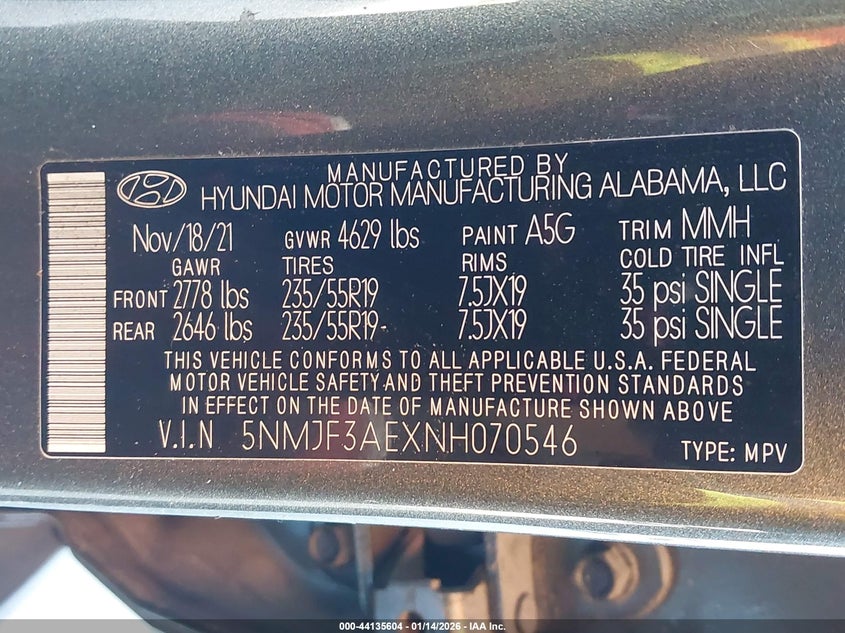 MANUFACTURED BY
HYUNDAI MOTOR MANUFACTURING ALABAMA, LLC
Nov/18/21 GVWR 4629 lbs PAINT A5G TRIM MMH
GAWR TIRES RIMS COLD TIRE INFL
FRONT 2778 lbs 235/55R19 7.5JX19 35 psi SINGLE
REAR 2646 lbs 235/55R19 7.5JX19 35 psi SINGLE
THIS VEHICLE CONFORMS TO ALL APPLICABLE U.S.A. FEDERAL
MOTOR VEHICLE SAFETY AND THEFT PREVENTION STANDARDS
IN EFFECT ON THE DATE OF MANUFACTURE SHOWN ABOVE
V.I.N 5NMJF3AEXNH070546 TYPE: MPV
000-44135604 - 01/14/2026 - IAA Inc.